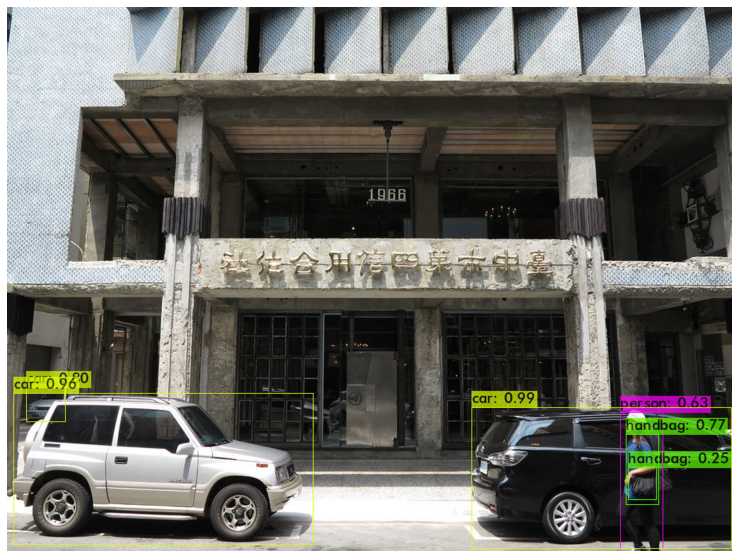 1966
臺中市第四信用合作社
car: 0.96
car: 0.99
person: 0.63
handbag: 0.77
handbag: 0.25